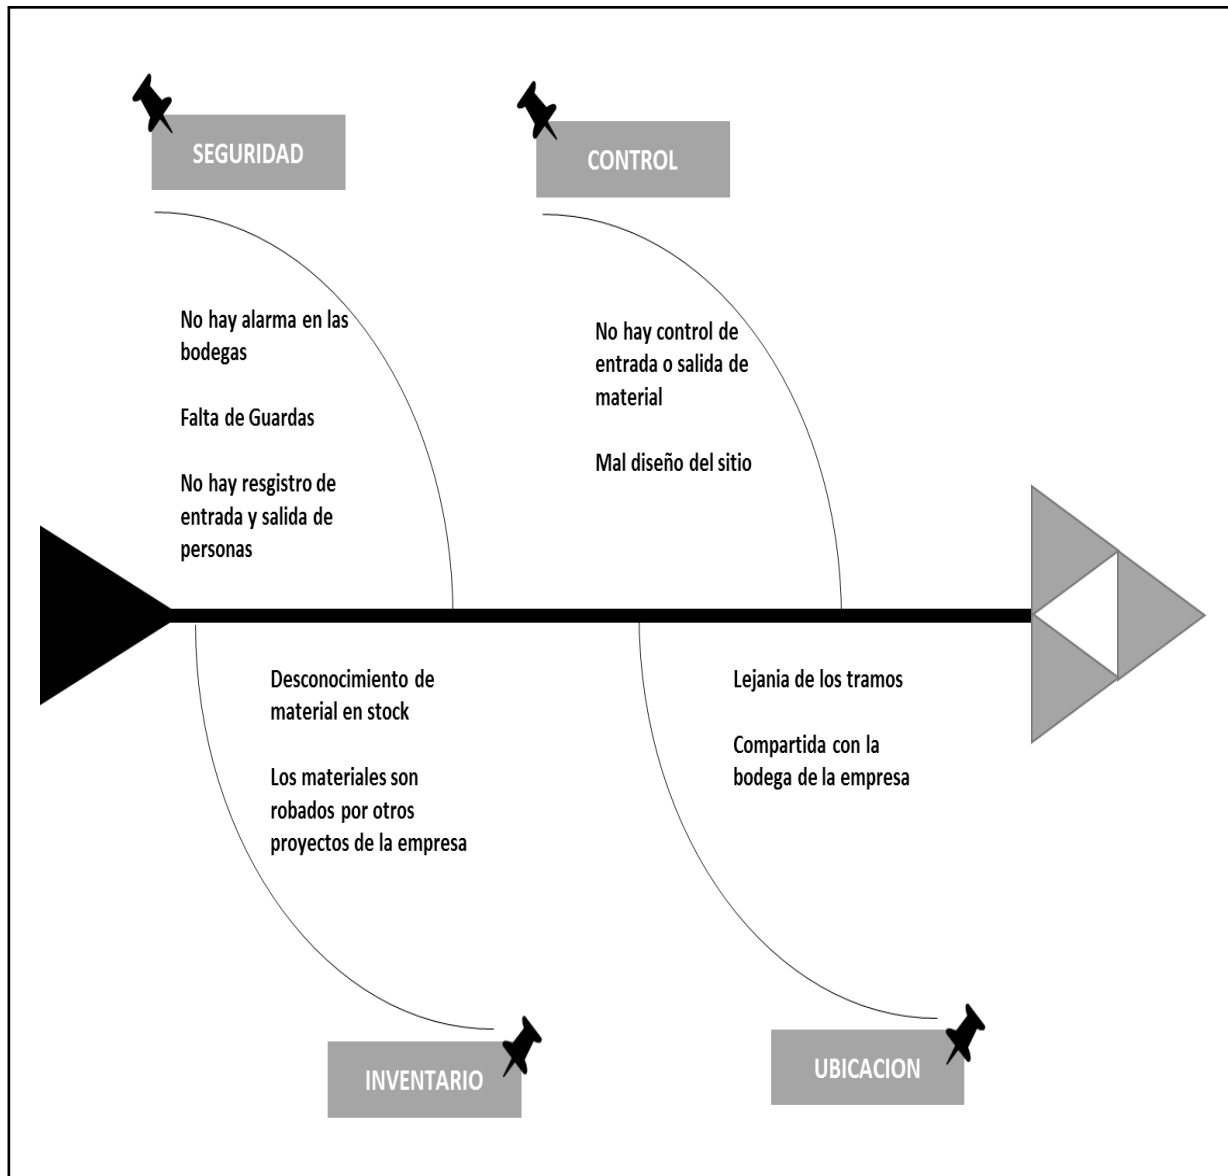 SEGURIDAD
No hay alarma en las
bodegas
Falta de Guardas
No hay resgistro de
entrada y salida de
personas
CONTROL
No hay control de
entrada o salida de
material
Mal diseño del sitio
Desconocimiento de
material en stock
Los materiales son
robados por otros
proyectos de la empresa
INVENTARIO
Lejania de los tramos
Compartida con la
bodega de la empresa
UBICACION